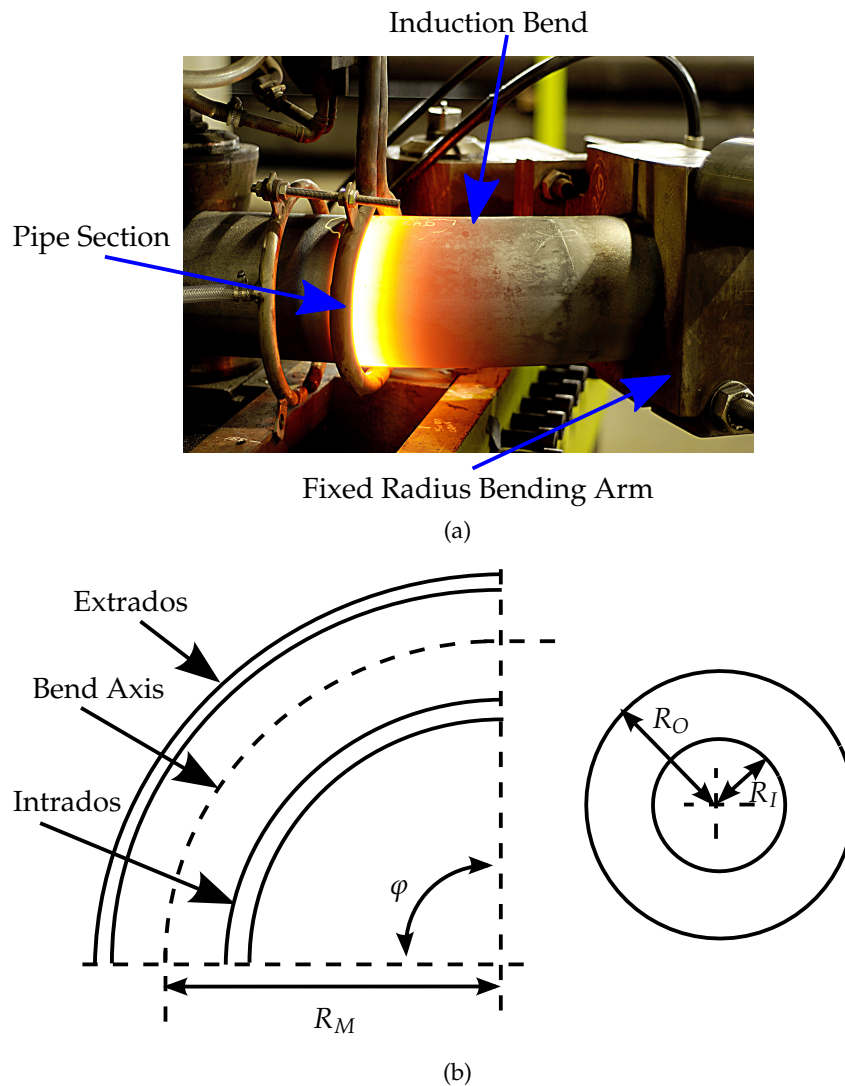 Induction Bend
Pipe Section
Fixed Radius Bending Arm
(a)
Extrados
Bend Axis
Intrados
φ
R_M
R_O
R_I
(b)